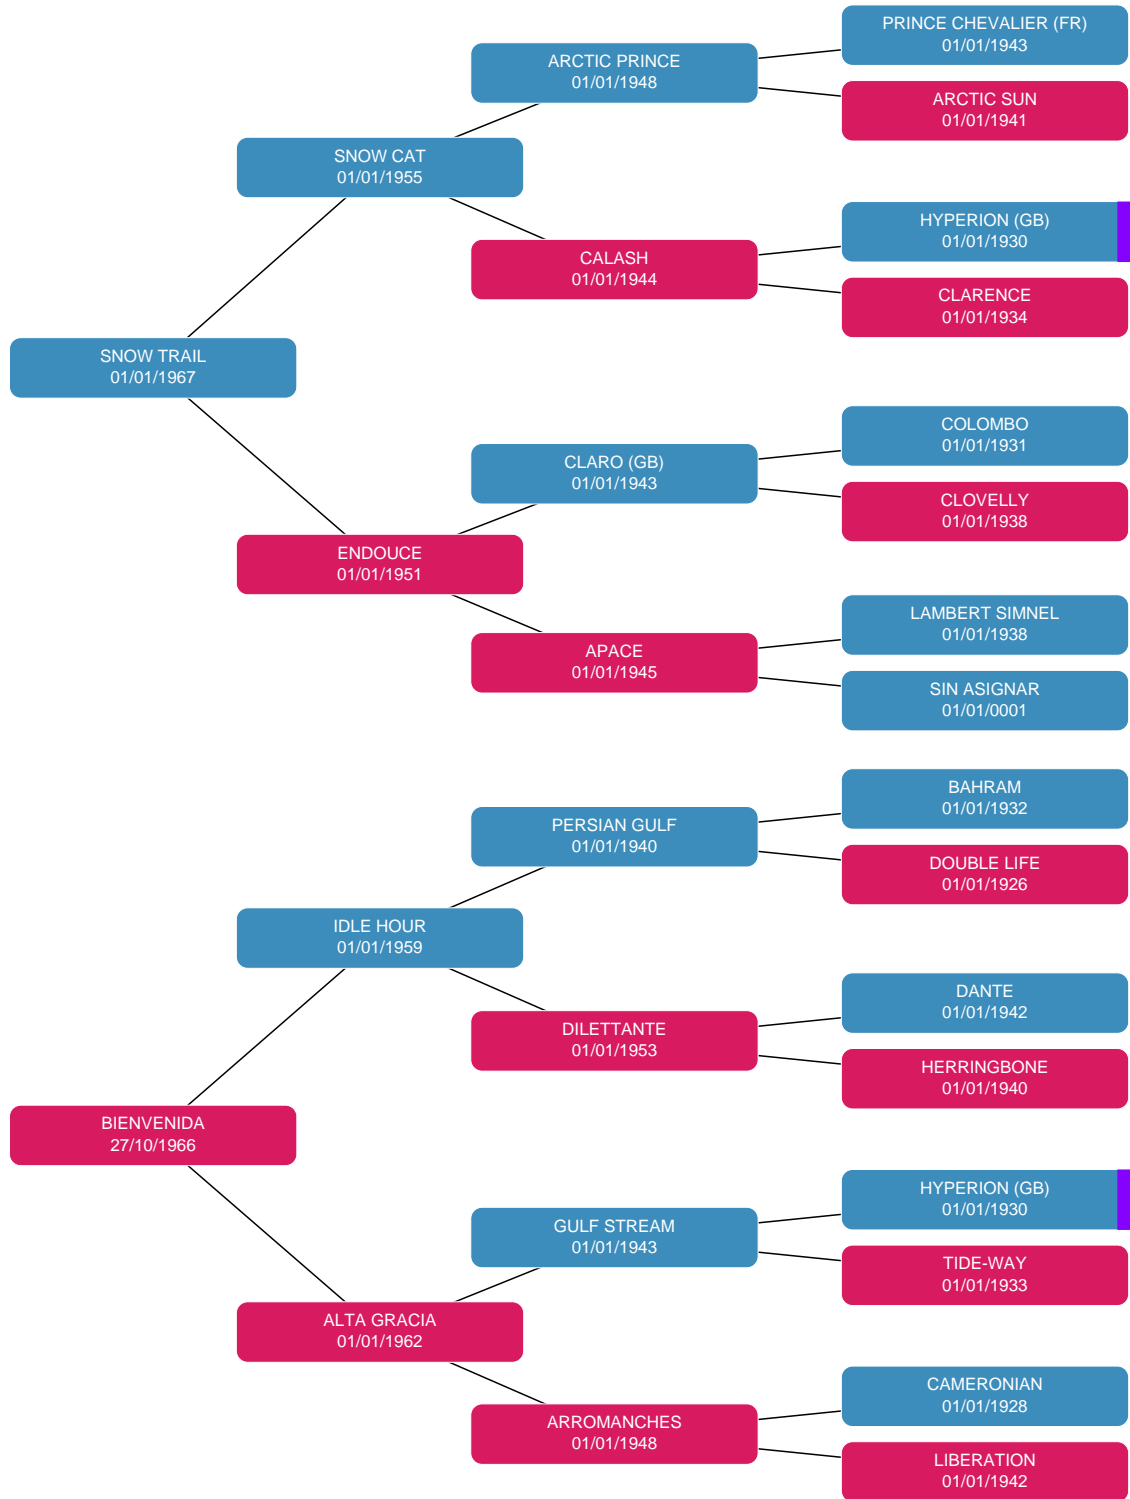 PRINCE CHEVALIER (FR)
01/01/1943
ARCTIC PRINCE
01/01/1948
ARCTIC SUN
01/01/1941
SNOW CAT
01/01/1955
HYPERION (GB)
01/01/1930
CALASH
01/01/1944
CLARENCE
01/01/1934
SNOW TRAIL
01/01/1967
COLOMBO
01/01/1931
CLARO (GB)
01/01/1943
CLOVELLY
01/01/1938
ENDOUCE
01/01/1951
LAMBERT SIMNEL
01/01/1938
APACE
01/01/1945
SIN ASIGNAR
01/01/0001
BAHRAM
01/01/1932
PERSIAN GULF
01/01/1940
DOUBLE LIFE
01/01/1926
IDLE HOUR
01/01/1959
DANTE
01/01/1942
DILETTANTE
01/01/1953
HERRINGBONE
01/01/1940
BIENVENIDA
27/10/1966
HYPERION (GB)
01/01/1930
GULF STREAM
01/01/1943
TIDE-WAY
01/01/1933
ALTA GRACIA
01/01/1962
CAMERONIAN
01/01/1928
ARROMANCHES
01/01/1948
LIBERATION
01/01/1942